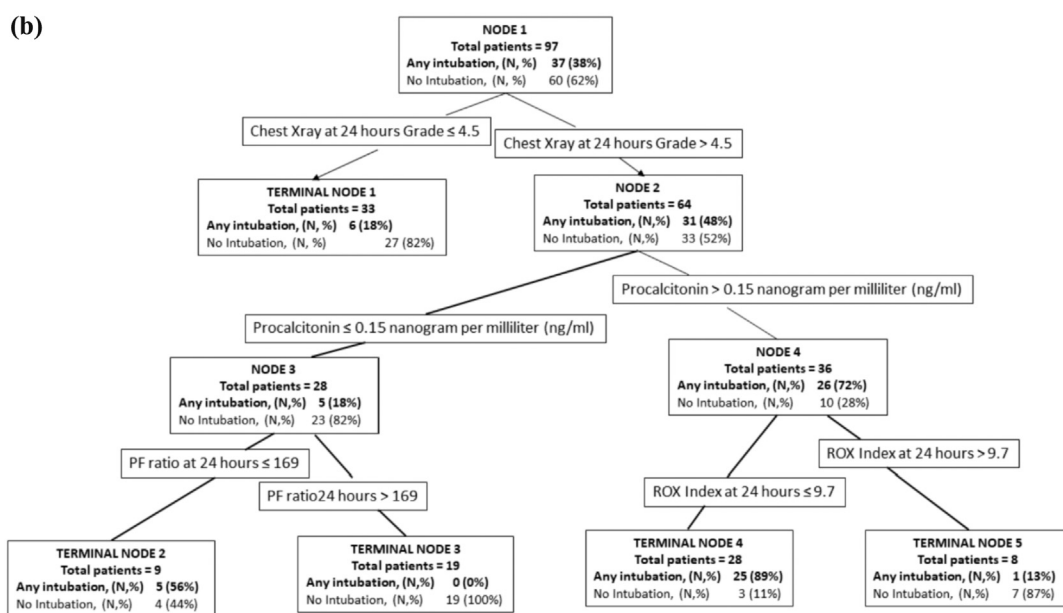 (b)
NODE 1
Total patients = 97
Any intubation, (N, %) 37 (38%)
No Intubation, (N, %) 60 (62%)
Chest Xray at 24 hours Grade ≤ 4.5
Chest Xray at 24 hours Grade > 4.5
TERMINAL NODE 1
Total patients = 33
Any intubation, (N, %) 6 (18%)
No Intubation, (N, %) 27 (82%)
NODE 2
Total patients = 64
Any intubation, (N,%) 31 (48%)
No Intubation, (N,%) 33 (52%)
Procalcitonin > 0.15 nanogram per milliliter (ng/ml)
Procalcitonin ≤ 0.15 nanogram per milliliter (ng/ml)
NODE 3
Total patients = 28
Any intubation, (N,%) 5 (18%)
No Intubation, (N,%) 23 (82%)
NODE 4
Total patients = 36
Any intubation, (N,%) 26 (72%)
No Intubation, (N,%) 10 (28%)
PF ratio at 24 hours ≤ 169
PF ratio24 hours > 169
ROX Index at 24 hours > 9.7
ROX Index at 24 hours ≤ 9.7
TERMINAL NODE 2
Total patients = 9
Any intubation, (N,%) 5 (56%)
No Intubation, (N,%) 4 (44%)
TERMINAL NODE 3
Total patients = 19
Any intubation, (N,%) 0 (0%)
No Intubation, (N,%) 19 (100%)
TERMINAL NODE 4
Total patients = 28
Any intubation, (N,%) 25 (89%)
No Intubation, (N,%) 3 (11%)
TERMINAL NODE 5
Total patients = 8
Any intubation, (N,%) 1 (13%)
No Intubation, (N,%) 7 (87%)